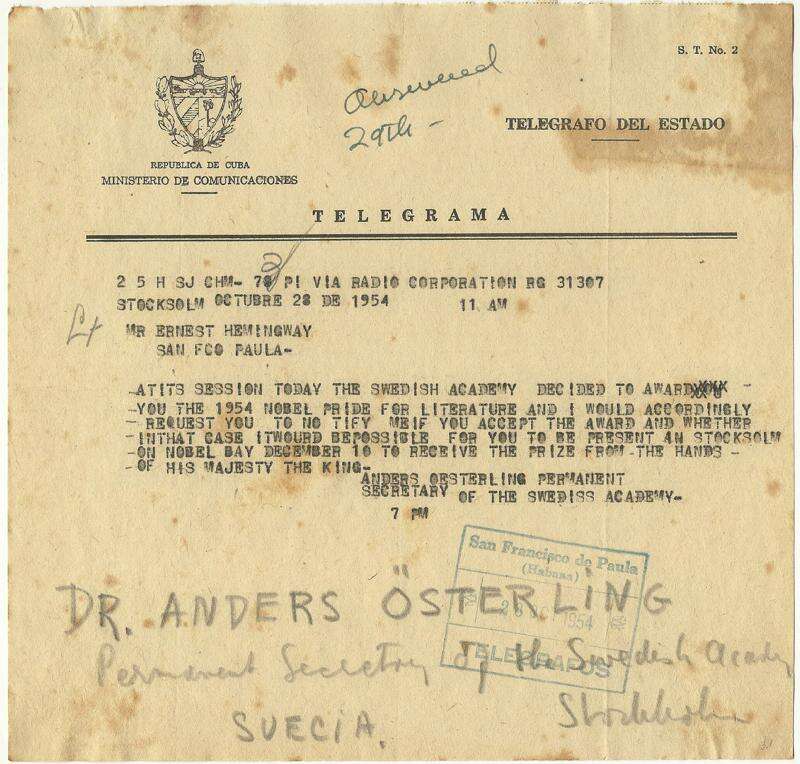 S. T. No. 2
Answered
29th -
TELEGRAFO DEL ESTADO
REPUBLICA DE CUBA
MINISTERIO DE COMUNICACIONES
TELEGRAMA
2 5 H SJ CHM- 78 PI VIA RADIO CORPORATION RG 31307
STOCKSOLM OCTUBRE 28 DE 1954 11 AM
MR ERNEST HEMINGWAY
SAN FCO PAULA-
-ATITS SESSION TODAY THE SWEDISH ACADEMY DECIDED TO AWARD -
-YOU THE 1954 NOBEL PRIDE FOR LITERATURE AND I WOULD ACCORDINGLY
- REQUEST YOU TO NO TIFY MEIF YOU ACCEPT THE AWARD AND WHETHER
-INTHAT CASE ITWOURD BEPOSSIBLE FOR YOU TO BE PRESENT AN STOCKSOLM
-ON NOBEL BAY DECEMBER 10 TO RECEIVE THE PRIZE FROM THE HANDS -
-OF HIS MAJESTY THE KING-
ANDERS OESTERLING PERMANENT
SECRETARY OF THE SWEDISS ACADEMY-
7 PM
San Francisco de Paula
(Habana)
1954
TELEGRAFOS
DR. ANDERS ÖSTERLING
Permanent Secretary of the Swedish Academy
Stockholm
SUECIA.